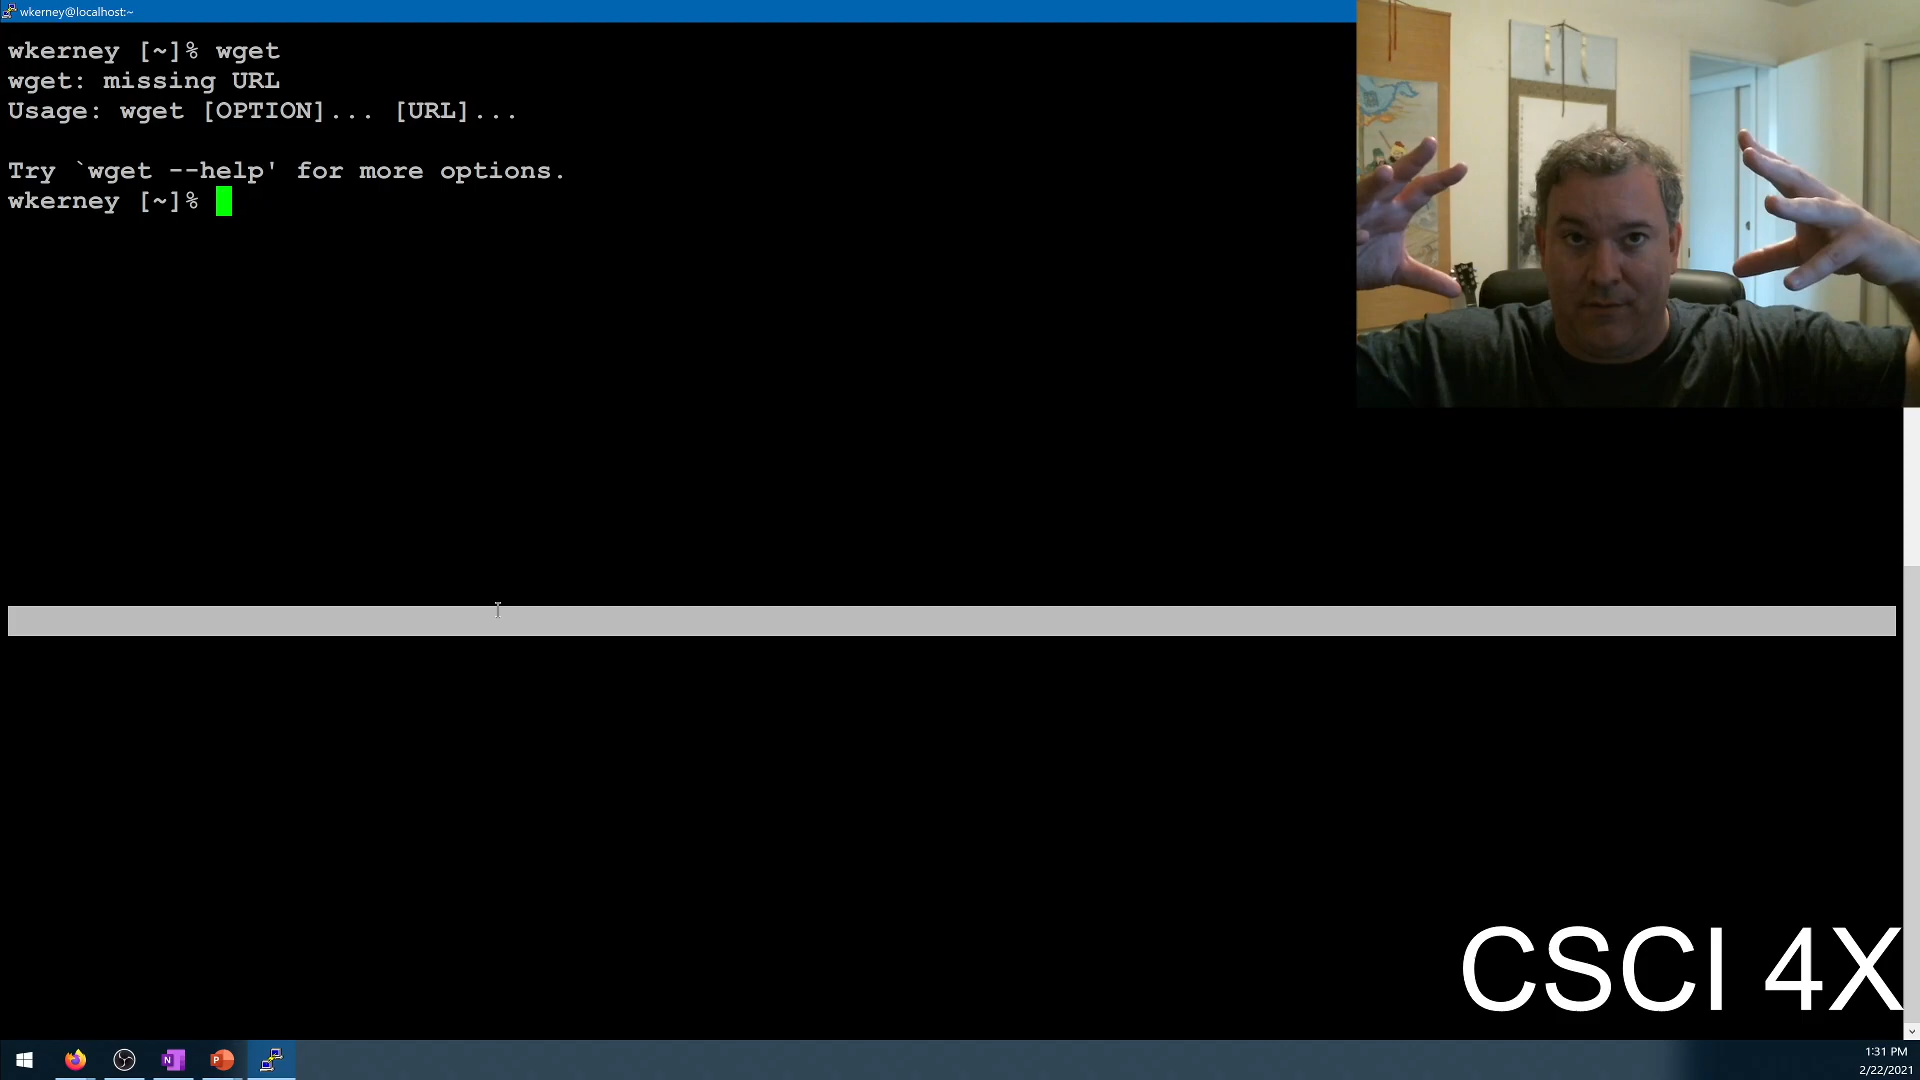 wkerney@localhost:~
wkerney [~]% wget
wget: missing URL
Usage: wget [OPTION]... [URL]...
Try `wget --help' for more options.
wkerney [~]%
CSCI 4X
1:31 PM
2/22/2021